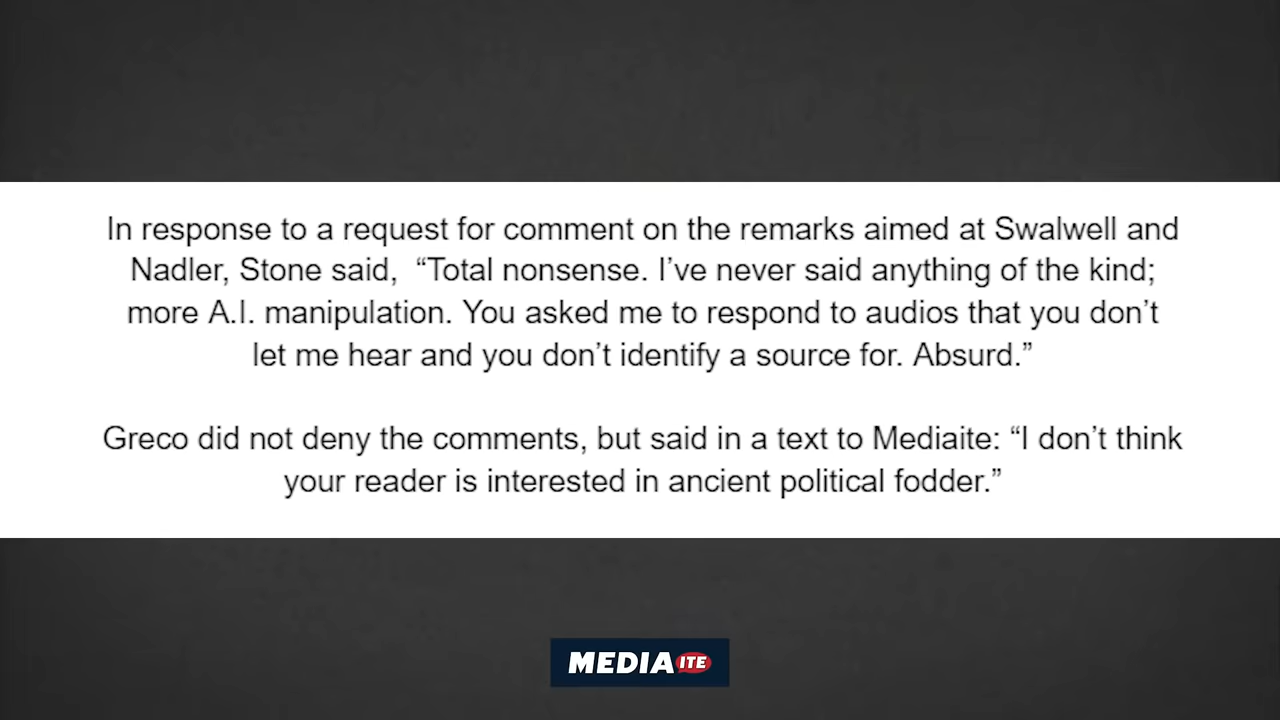 In response to a request for comment on the remarks aimed at Swalwell and
Nadler, Stone said,  “Total nonsense. I’ve never said anything of the kind;
more A.I. manipulation. You asked me to respond to audios that you don’t
let me hear and you don’t identify a source for. Absurd.”
Greco did not deny the comments, but said in a text to Mediaite: “I don’t think
your reader is interested in ancient political fodder.”
MEDIAITE